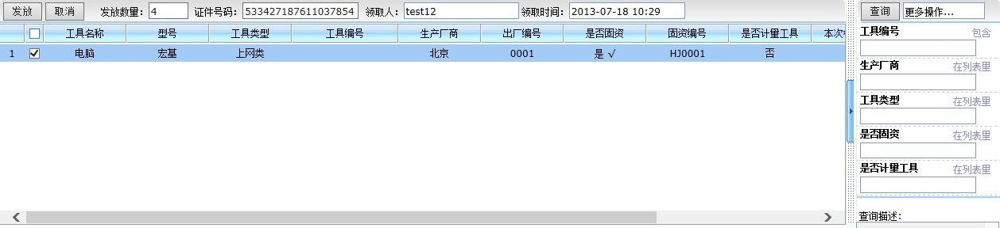 发放 取消 发放数量： 4 证件号码： 533427187611037854 领取人： test12 领取时间： 2013-07-18 10:29
工具名称 型号 工具类型 工具编号 生产厂商 出厂编号 是否固资 固资编号 是否计量工具
1 电脑 宏基 上网类 北京 0001 是 √ HJ0001 否
查询 更多操作...
工具编号 包含
生产厂商 在列表里
工具类型 在列表里
是否固资 在列表里
是否计量工具 在列表里
查询描述: